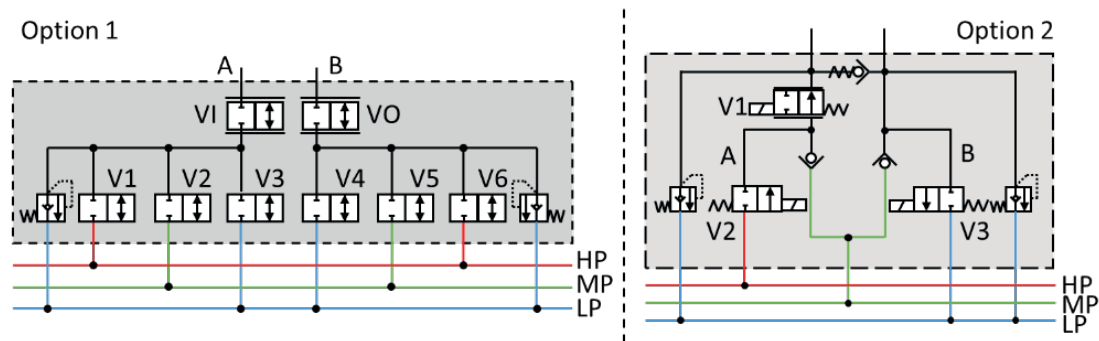 Option 1
A B
VI VO
V1 V2 V3 V4 V5 V6
HP
MP
LP
Option 2
V1
A B
V2 V3
HP
MP
LP